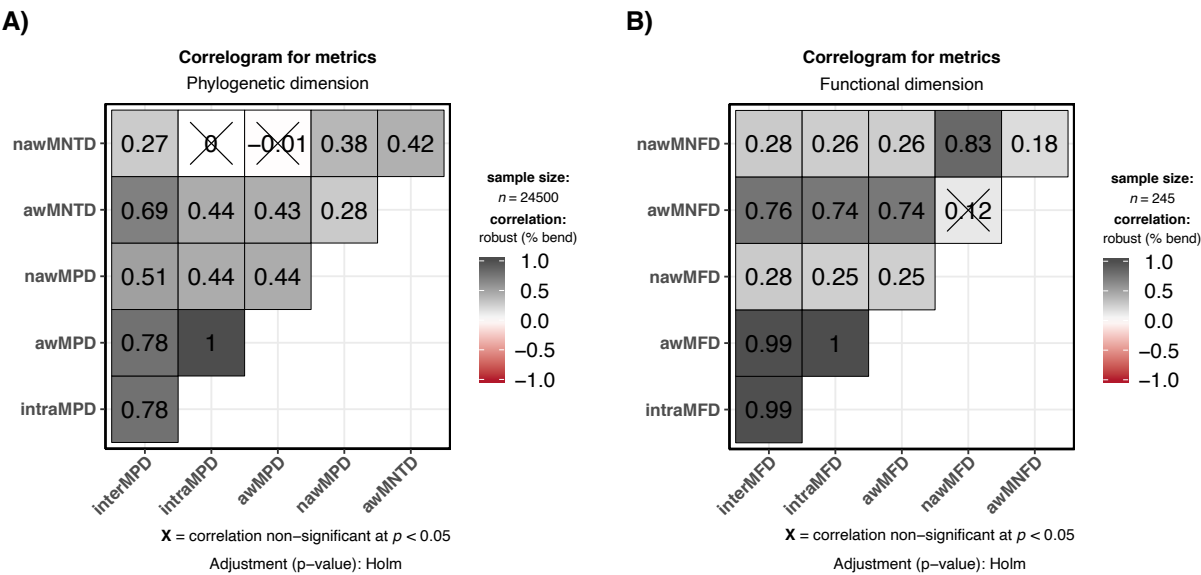 A)
Correlogram for metrics
Phylogenetic dimension
nawMNTD 0.27 0 −0.01 0.38 0.42
awMNTD 0.69 0.44 0.43 0.28
nawMPD 0.51 0.44 0.44
awMPD 0.78 1
intraMPD 0.78
interMPD intraMPD awMPD nawMPD awMNTD
sample size:
n = 24500
correlation:
robust (% bend)
1.0
0.5
0.0
−0.5
−1.0
X = correlation non−significant at p < 0.05
Adjustment (p−value): Holm
B)
Correlogram for metrics
Functional dimension
nawMNFD 0.28 0.26 0.26 0.83 0.18
awMNFD 0.76 0.74 0.74 0.12
nawMFD 0.28 0.25 0.25
awMFD 0.99 1
intraMFD 0.99
interMFD intraMFD awMFD nawMFD awMNFD
sample size:
n = 245
correlation:
robust (% bend)
1.0
0.5
0.0
−0.5
−1.0
X = correlation non−significant at p < 0.05
Adjustment (p−value): Holm